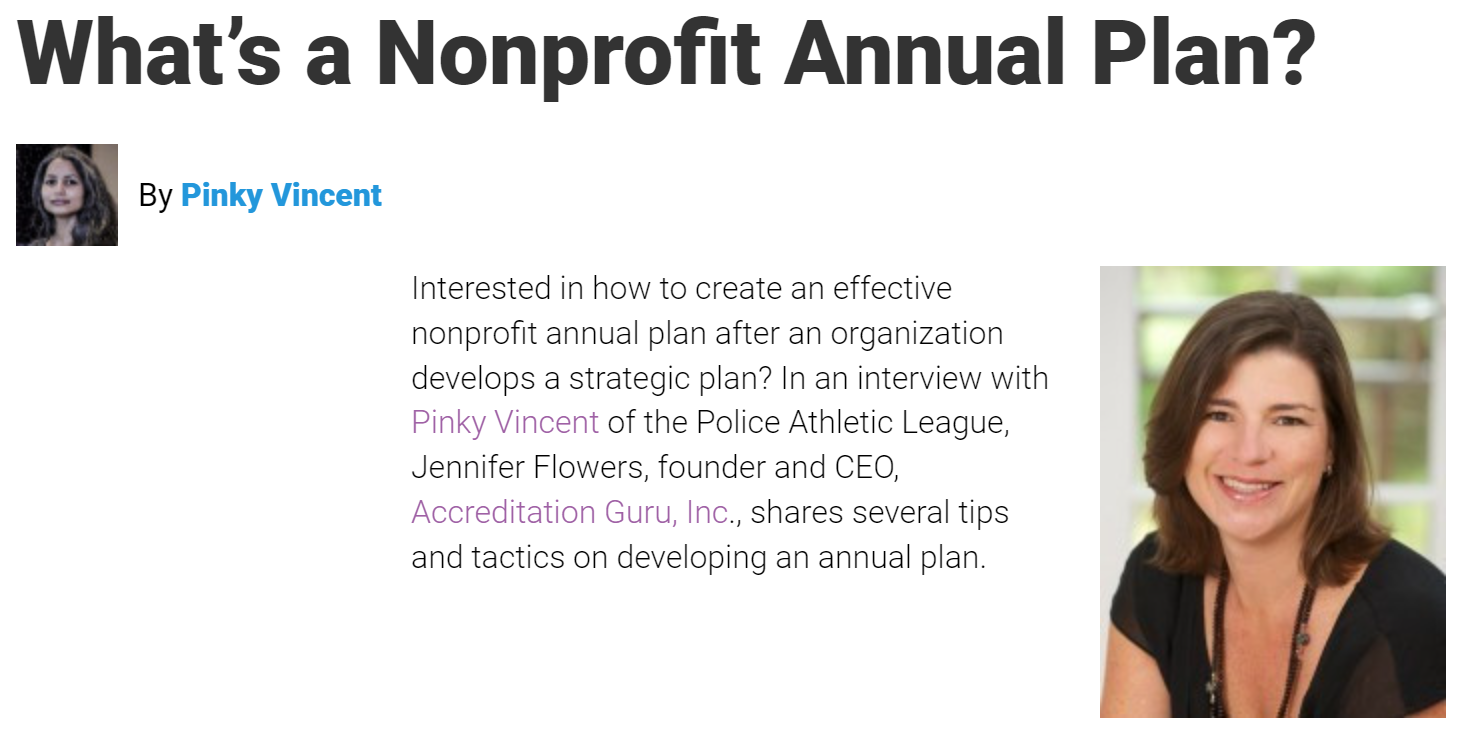 What’s a Nonprofit Annual Plan?
By Pinky Vincent
Interested in how to create an effective
nonprofit annual plan after an organization
develops a strategic plan? In an interview with
Pinky Vincent of the Police Athletic League,
Jennifer Flowers, founder and CEO,
Accreditation Guru, Inc., shares several tips
and tactics on developing an annual plan.